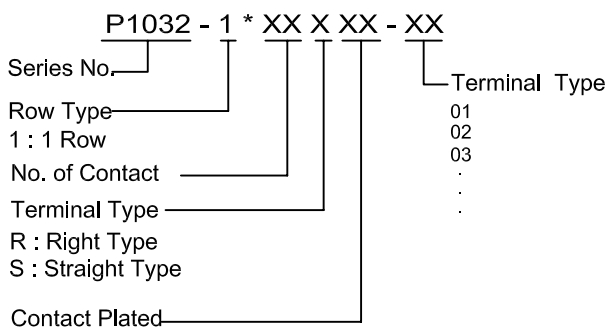 P1032 - 1 * XX X XX - XX
Series No.
Row Type
1 : 1 Row
No. of Contact
Terminal Type
R : Right Type
S : Straight Type
Contact Plated
Terminal Type
01
02
03
.
.
.